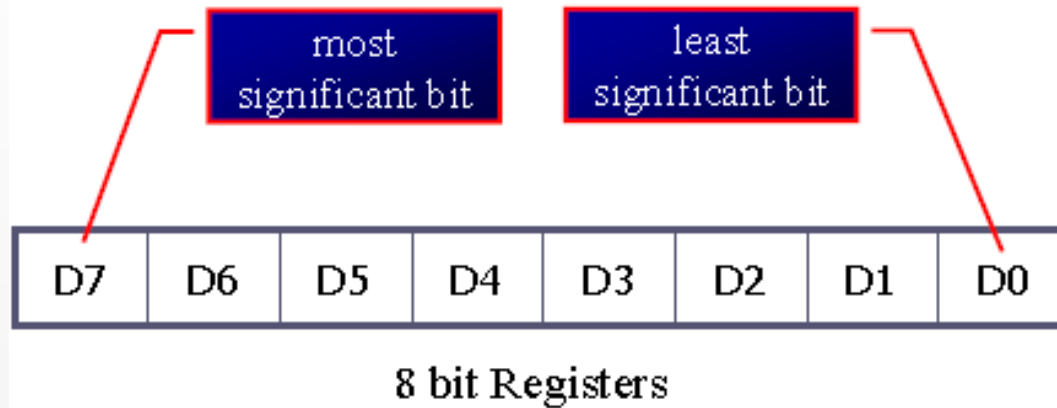 most
significant bit
least
significant bit
D7 D6 D5 D4 D3 D2 D1 D0
8 bit Registers